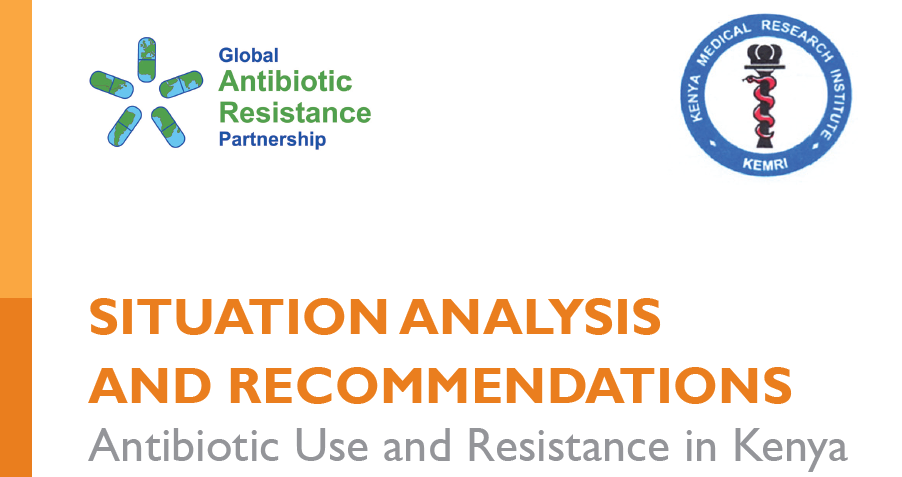 Global
Antibiotic
Resistance
Partnership
KENYA MEDICAL RESEARCH INSTITUTE
KEMRI
SITUATION ANALYSIS
AND RECOMMENDATIONS
Antibiotic Use and Resistance in Kenya